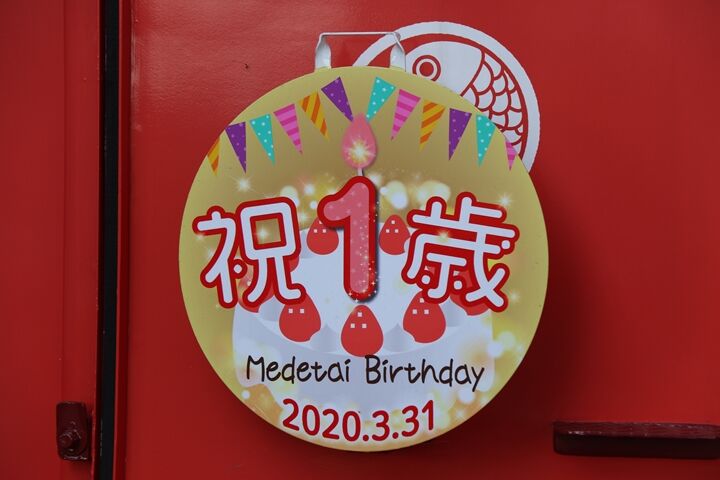 祝1歳
Medetai Birthday
2020.3.31